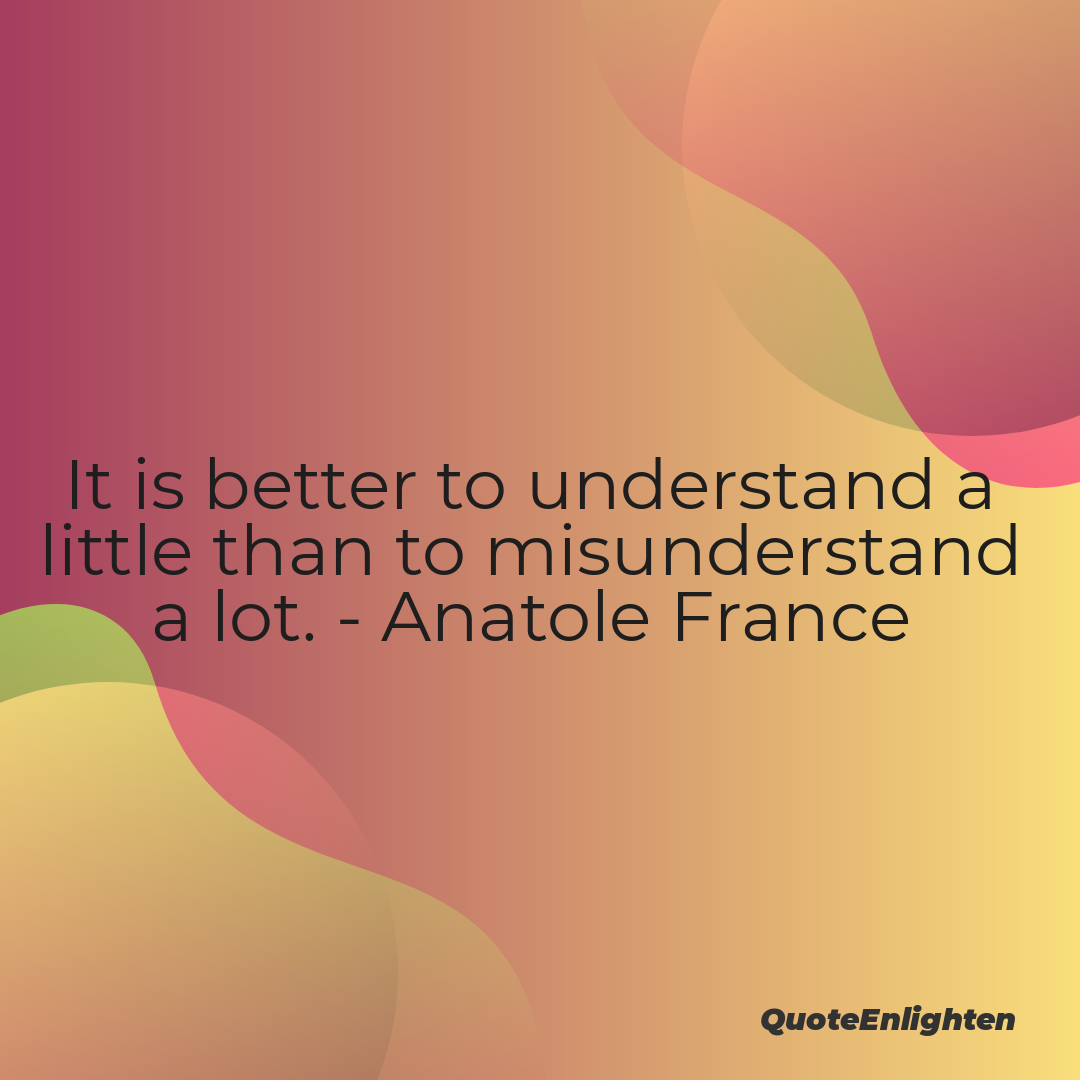 It is better to understand a
little than to misunderstand
a lot. - Anatole France
QuoteEnlighten